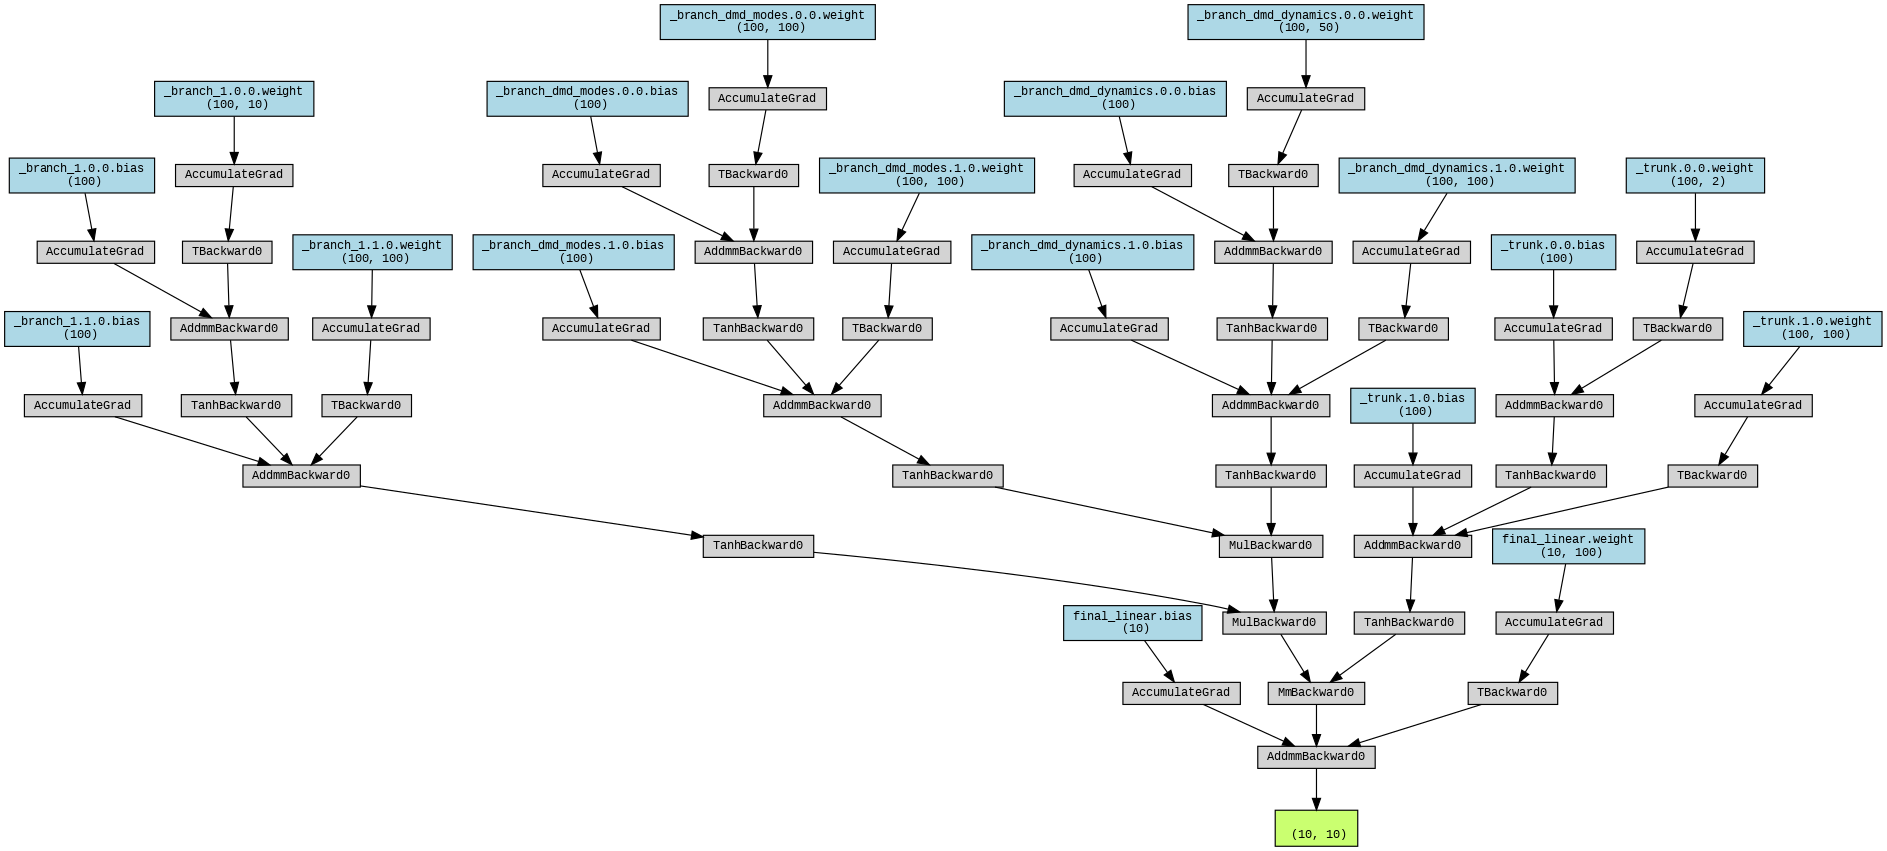 _branch_dmd_modes.0.0.weight
(100, 100)
_branch_dmd_dynamics.0.0.weight
(100, 50)
_branch_1.0.0.weight
(100, 10)
_branch_dmd_modes.0.0.bias
(100)
AccumulateGrad
_branch_dmd_dynamics.0.0.bias
(100)
AccumulateGrad
_branch_1.0.0.bias
(100)
AccumulateGrad
AccumulateGrad
TBackward0
_branch_dmd_modes.1.0.weight
(100, 100)
AccumulateGrad
TBackward0
_branch_dmd_dynamics.1.0.weight
(100, 100)
_trunk.0.0.weight
(100, 2)
AccumulateGrad
TBackward0
_branch_1.1.0.weight
(100, 100)
_branch_dmd_modes.1.0.bias
(100)
AddmmBackward0
AccumulateGrad
_branch_dmd_dynamics.1.0.bias
(100)
AddmmBackward0
AccumulateGrad
_trunk.0.0.bias
(100)
AccumulateGrad
_branch_1.1.0.bias
(100)
AddmmBackward0
AccumulateGrad
AccumulateGrad
TanhBackward0
TBackward0
AccumulateGrad
TanhBackward0
TBackward0
AccumulateGrad
TBackward0
_trunk.1.0.weight
(100, 100)
AccumulateGrad
TanhBackward0
TBackward0
AddmmBackward0
AddmmBackward0
_trunk.1.0.bias
(100)
AddmmBackward0
AccumulateGrad
AddmmBackward0
TanhBackward0
TanhBackward0
AccumulateGrad
TanhBackward0
TBackward0
TanhBackward0
MulBackward0
AddmmBackward0
final_linear.weight
(10, 100)
final_linear.bias
(10)
MulBackward0
TanhBackward0
AccumulateGrad
AccumulateGrad
MmBackward0
TBackward0
AddmmBackward0
(10, 10)